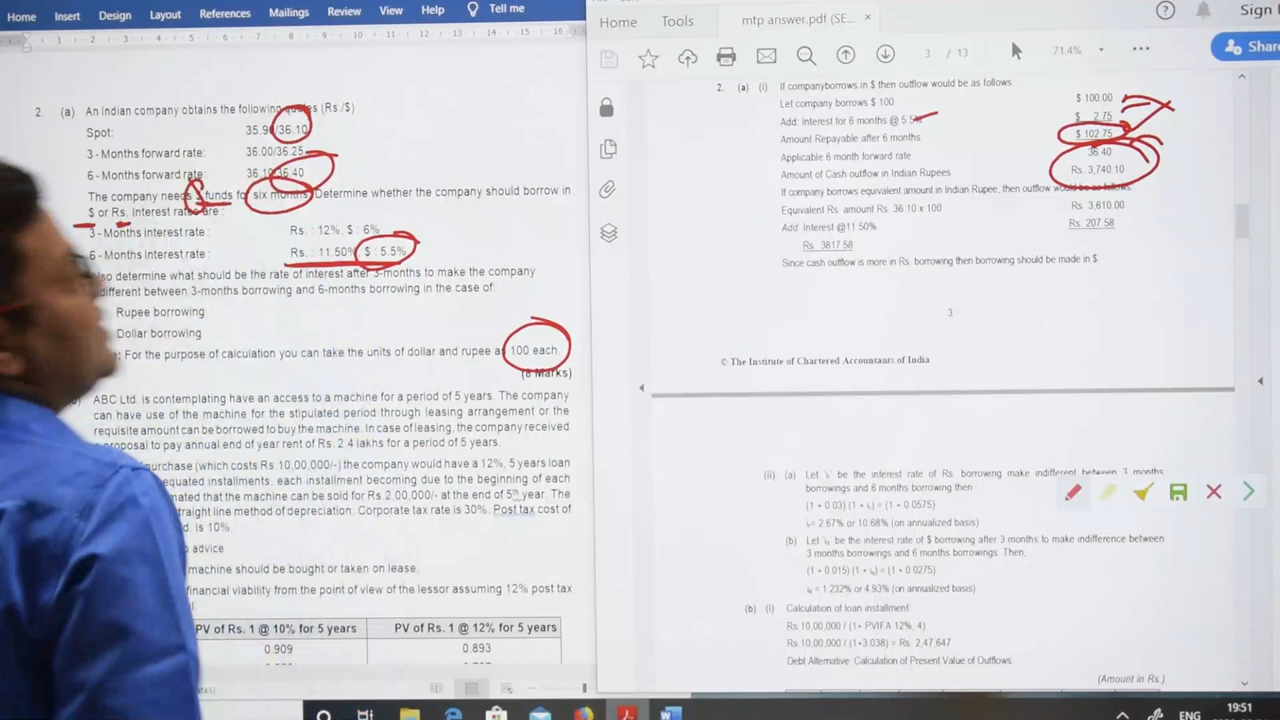 Home Insert Draw Design Layout References Mailings Review View Help Tell me
1 2 3 4 5 6 7 8 9 10 11 12 13 14 15 16
2. (a) An Indian company obtains the following (Rs./$)
Spot: 35.90/36.10
3 - Months forward rate: 36.00/36.25
6 - Months forward rate: 36.40
The company needs $ funds for six months. Determine whether the company should borrow in
$ or Rs. Interest rates are :
3 - Months interest rate: Rs. : 12%, $ : 6%
6 - Months interest rate: Rs. : 11.50% $ : 5.5%
also determine what should be the rate of interest after 3-months to make the company
different between 3-months borrowing and 6-months borrowing in the case of
Rupee borrowing
Dollar borrowing
: For the purpose of calculation you can take the units of dollar and rupee as 100 each.
(8 Marks)
ABC Ltd. is contemplating have an access to a machine for a period of 5 years. The company
can have use of the machine for the stipulated period through leasing arrangement or the
requisite amount can be borrowed to buy the machine. In case of leasing, the company received
proposal to pay annual end of year rent of Rs. 2.4 lakhs for a period of 5 years.
purchase (which costs Rs. 10,00,000/-) the company would have a 12%, 5 years loan
equated installments, each installment becoming due to the beginning of each
mated that the machine can be sold for Rs 2,00,000/- at the end of 5th year. The
traight line method of depreciation. Corporate tax rate is 30%. Post tax cost of
d. is 10%.
advice
machine should be bought or taken on lease.
financial viability from the point of view of the lessor assuming 12% post tax
PV of Rs. 1 @ 10% for 5 years PV of Rs. 1 @ 12% for 5 years
0.909 0.893
Home Tools mtp answer.pdf (SE... × Sign I
3 / 13 71.4% Share
2. (a) (i) If company borrows in $ then outflow would be as follows:
Let company borrows $ 100 $ 100.00
Add: Interest for 6 months @ 5.5% $ 2.75
Amount Repayable after 6 months $ 102.75
Applicable 6 month forward rate 36.40
Amount of Cash outflow in Indian Rupees Rs. 3,740.10
If company borrows equivalent amount in Indian Rupee, then outflow would be as follows
Equivalent Rs. amount Rs. 36.10 x 100 Rs 3,610.00
Add Interest @11.50% Rs. 207.58
Rs. 3817.58
Since cash outflow is more in Rs. borrowing then borrowing should be made in $.
3
© The Institute of Chartered Accountants of India
(ii) (a) Let be the interest rate of Rs. borrowing make indifferent between 3 months
borrowings and 6 months borrowing then
(1 + 0.03) (1 + ) = (1 + 0.0575)
= 2.67% or 10.68% (on annualized basis)
(b) Let be the interest rate of $ borrowing after 3 months to make indifference between
3 months borrowings and 6 months borrowings. Then,
(1 + 0.015) (1 + ) = (1 + 0.0275)
= 1.232% or 4.93% (on annualized basis)
(b) (i) Calculation of loan installment
Rs 10,00,000 / (1+ PVIFA 12%, 4)
Rs 10,00,000 / (1+3.038) = Rs. 2,47,647
Debt Alternative: Calculation of Present Value of Outflows
(Amount in Rs.)
ENG 19:51